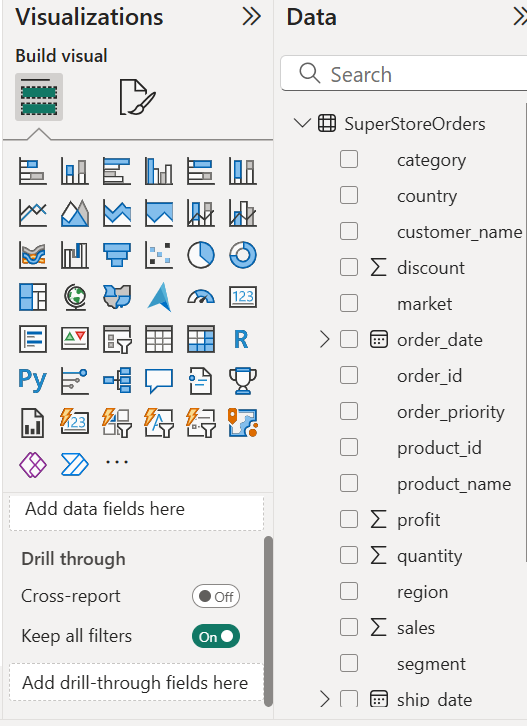 Visualizations
Build visual
123
R
Py
123
Add data fields here
Drill through
Cross-report
Off
Keep all filters
On
Add drill-through fields here
Data
Search
SuperStoreOrders
category
country
customer_name
Σ discount
market
order_date
order_id
order_priority
product_id
product_name
Σ profit
Σ quantity
region
Σ sales
segment
ship_date